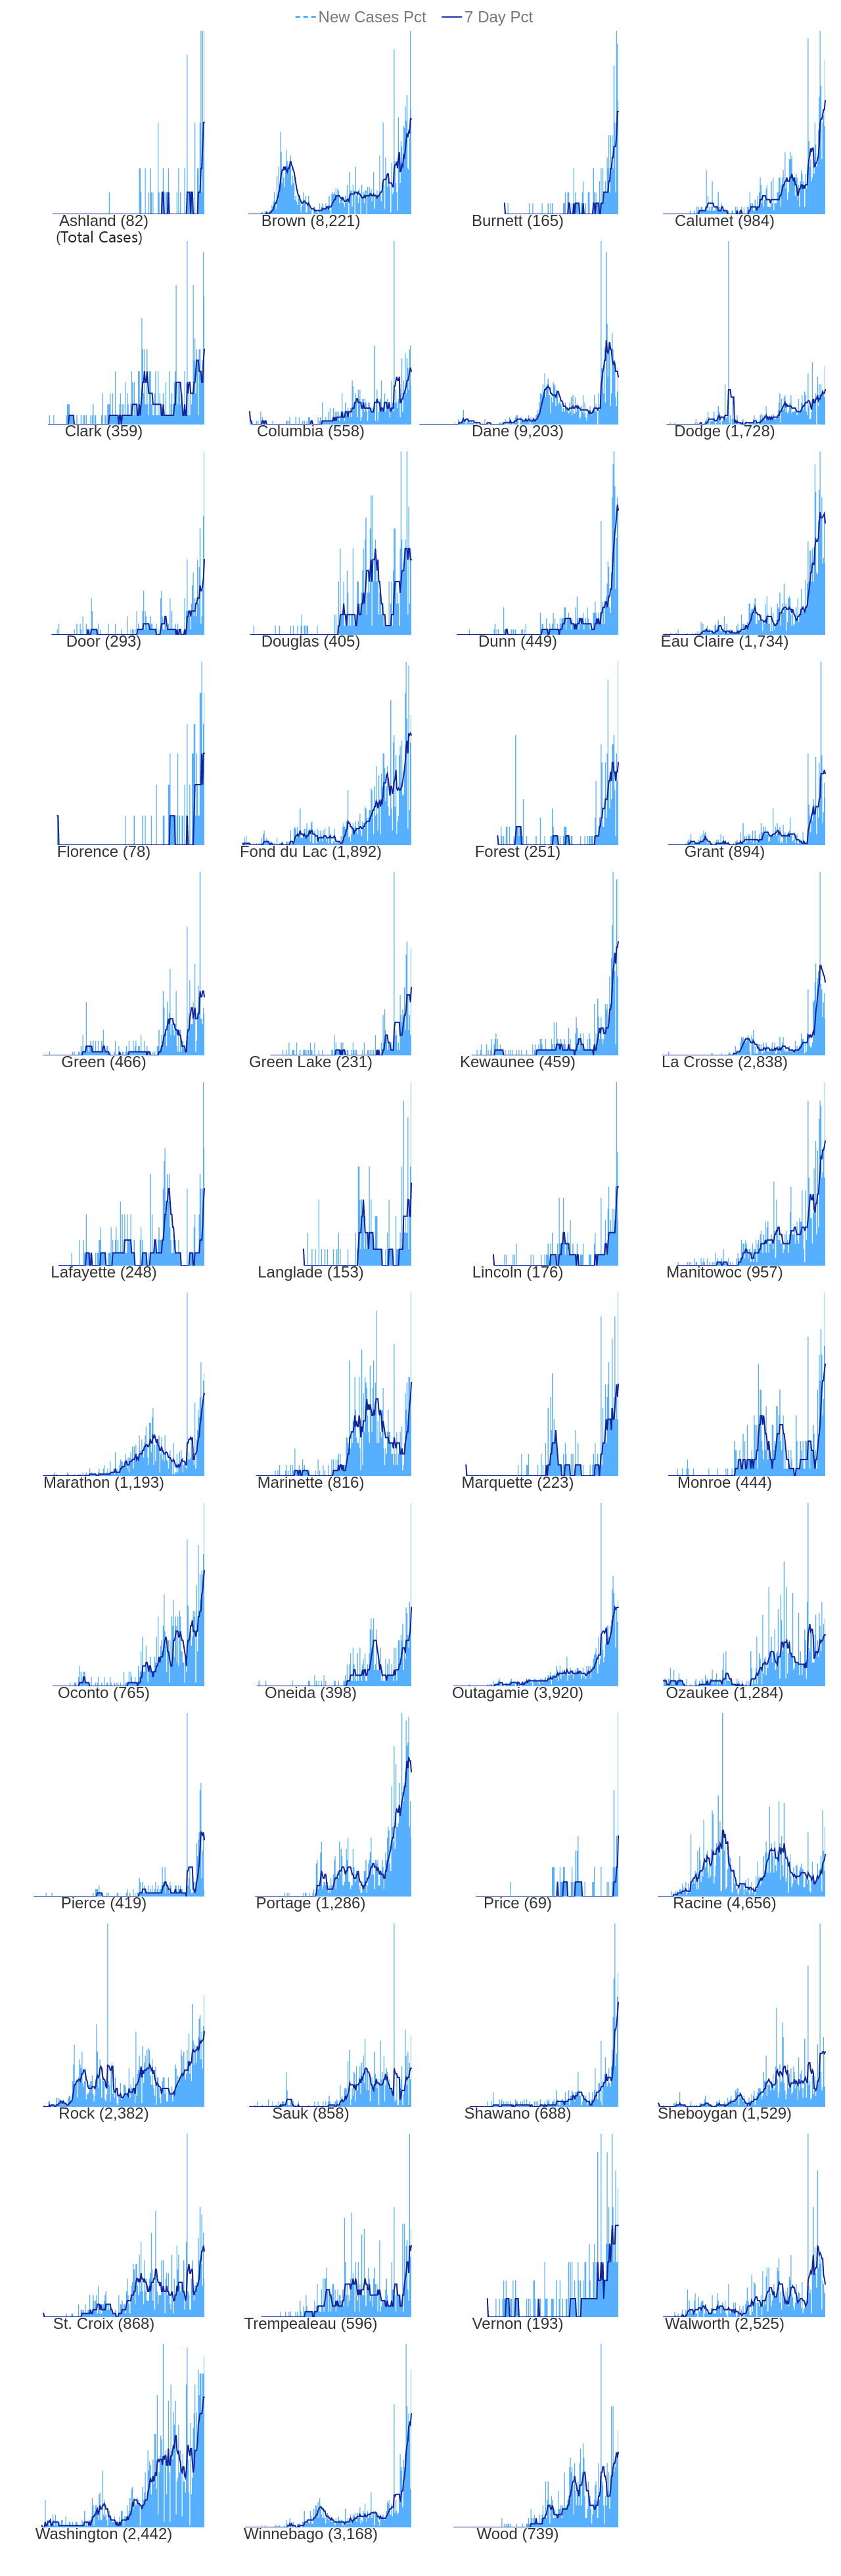 New Cases Pct 7 Day Pct
Ashland (82) Brown (8,221) Burnett (165) Calumet (984)
(Total Cases)
Clark (359) Columbia (558) Dane (9,203) Dodge (1,728)
Door (293) Douglas (405) Dunn (449) Eau Claire (1,734)
Florence (78) Fond du Lac (1,892) Forest (251) Grant (894)
Green (466) Green Lake (231) Kewaunee (459) La Crosse (2,838)
Lafayette (248) Langlade (153) Lincoln (176) Manitowoc (957)
Marathon (1,193) Marinette (816) Marquette (223) Monroe (444)
Oconto (765) Oneida (398) Outagamie (3,920) Ozaukee (1,284)
Pierce (419) Portage (1,286) Price (69) Racine (4,656)
Rock (2,382) Sauk (858) Shawano (688) Sheboygan (1,529)
St. Croix (868) Trempealeau (596) Vernon (193) Walworth (2,525)
Washington (2,442) Winnebago (3,168) Wood (739)